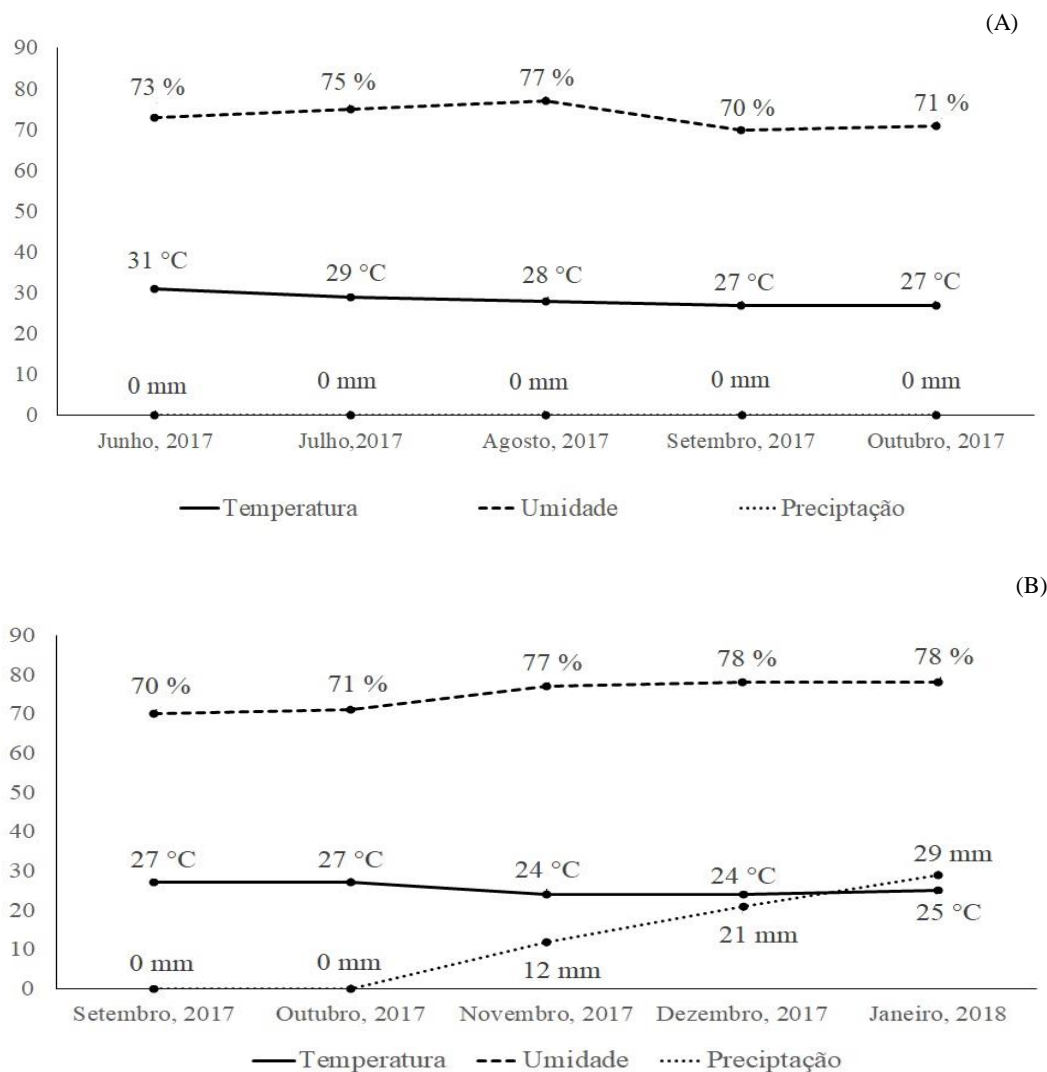 (A)
90
80
70
60
50
40
30
20
10
0
73 %
75 %
77 %
70 %
71 %
31 °C
29 °C
28 °C
27 °C
27 °C
0 mm
0 mm
0 mm
0 mm
0 mm
Junho, 2017
Julho,2017
Agosto, 2017
Setembro, 2017
Outubro, 2017
Temperatura
Umidade
Preciptação
(B)
90
80
70
60
50
40
30
20
10
0
70 %
71 %
77 %
78 %
78 %
27 °C
27 °C
24 °C
24 °C
25 °C
0 mm
0 mm
12 mm
21 mm
29 mm
Setembro, 2017
Outubro, 2017
Novembro, 2017
Dezembro, 2017
Janeiro, 2018
Temperatura
Umidade
Preciptação